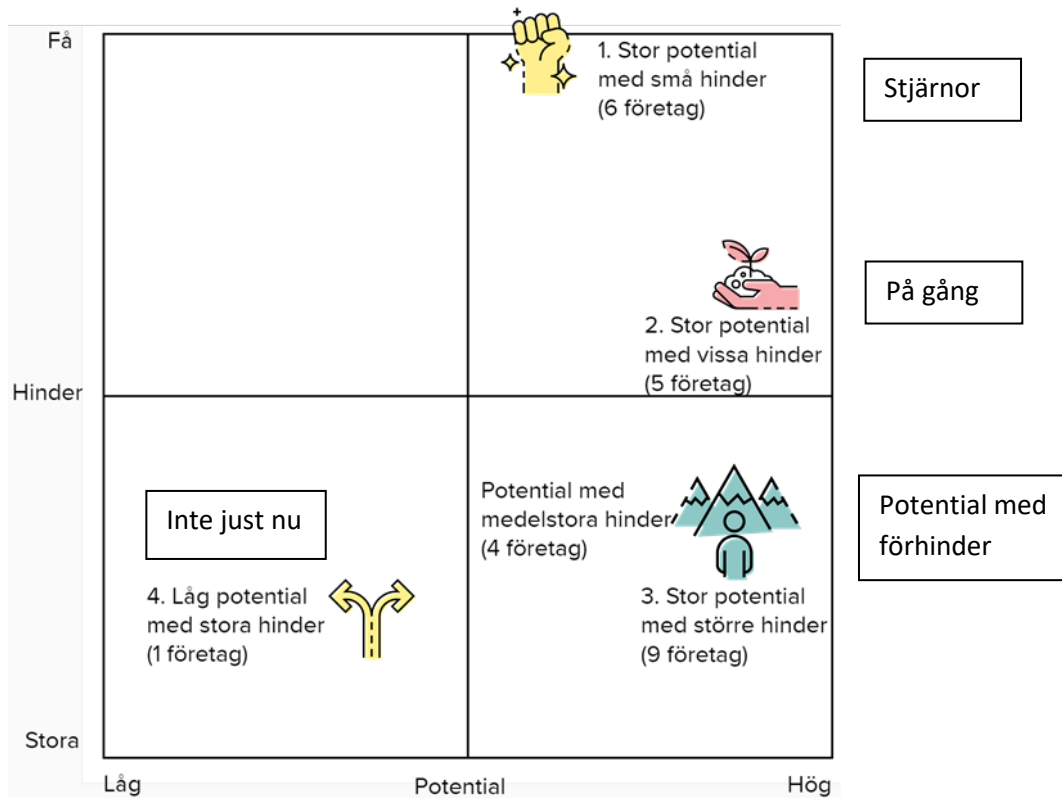 Få
1. Stor potential
med små hinder
(6 företag)
Stjärnor
2. Stor potential
med vissa hinder
(5 företag)
På gång
Hinder
Inte just nu
4. Låg potential
med stora hinder
(1 företag)
Potential med
medelstora hinder
(4 företag)
3. Stor potential
med större hinder
(9 företag)
Potential med
förhinder
Stora
Låg
Potential
Hög